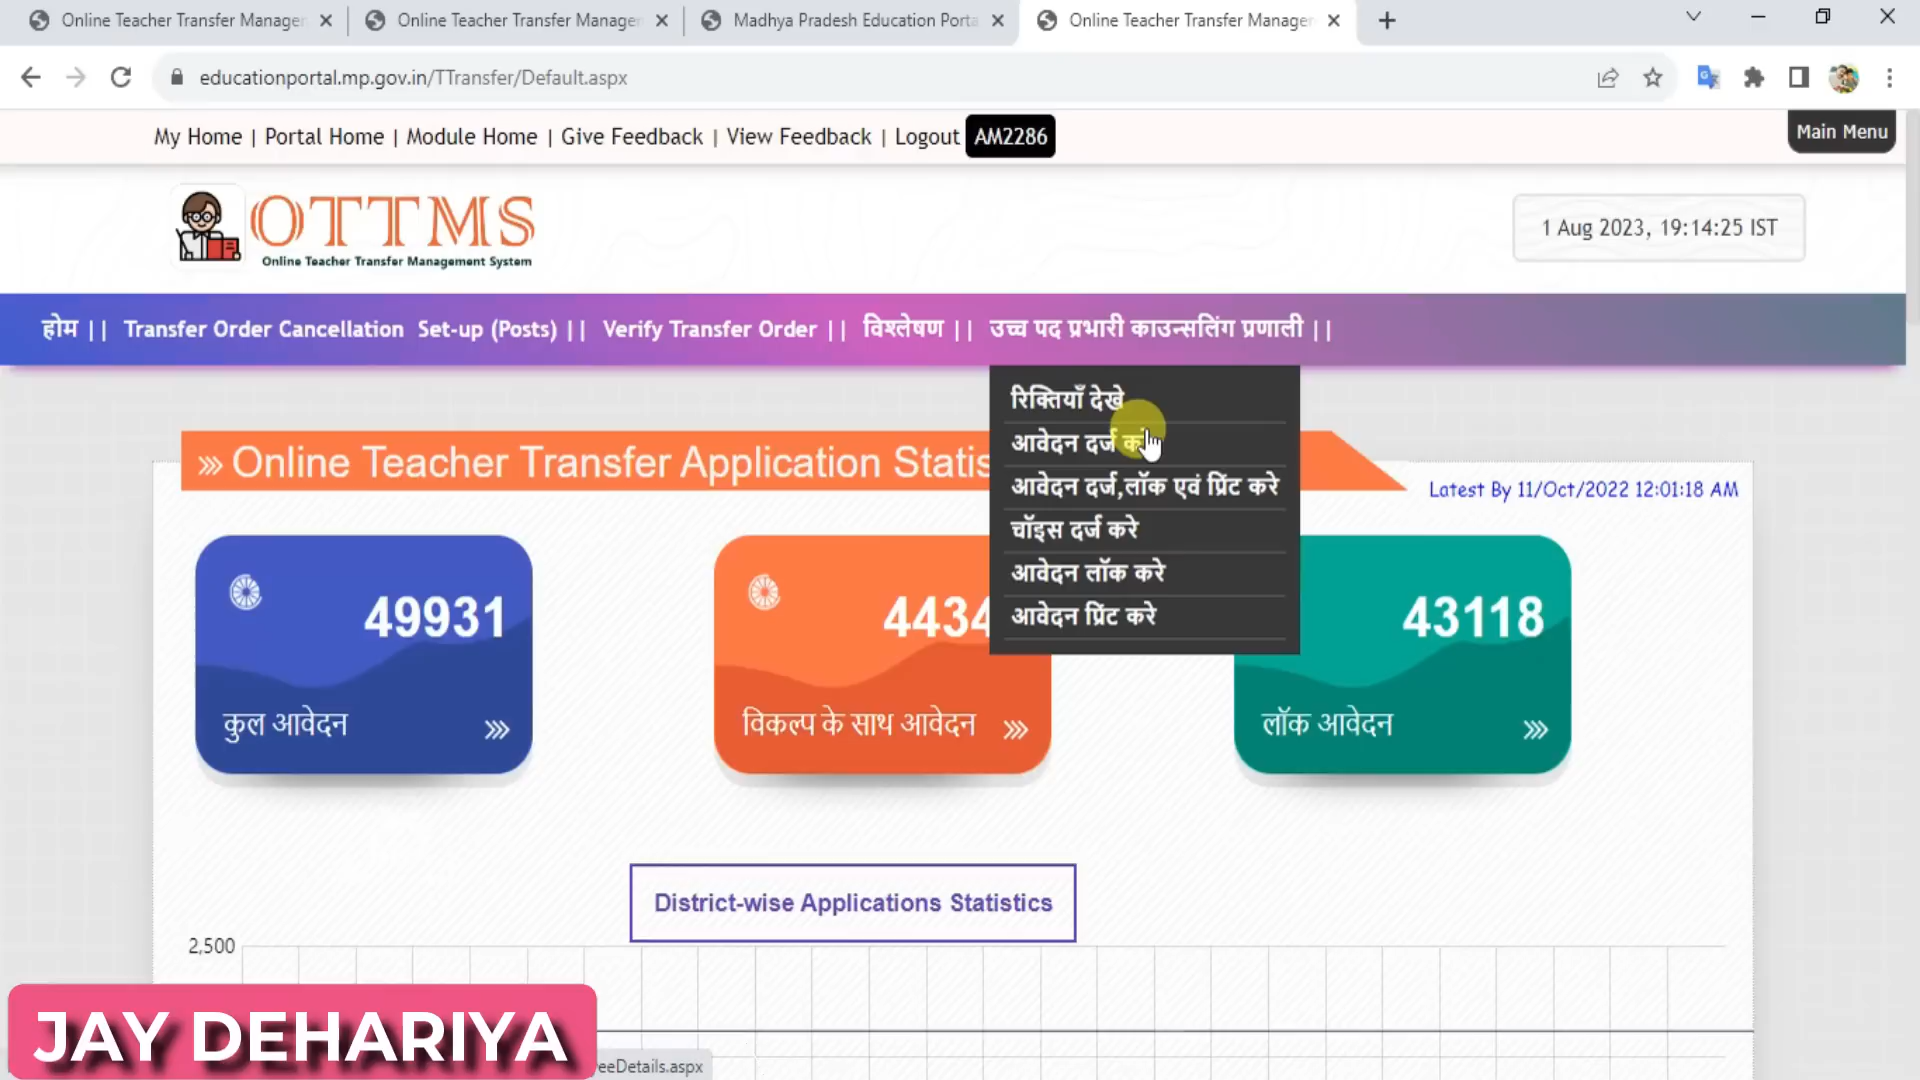 Online Teacher Transfer Manage
Online Teacher Transfer Manage
Madhya Pradesh Education Porta
Online Teacher Transfer Manage
educationportal.mp.gov.in/TTransfer/Default.aspx
My Home | Portal Home | Module Home | Give Feedback | View Feedback | Logout AM2286
Main Menu
OTTMS
Online Teacher Transfer Management System
1 Aug 2023, 19:14:25 IST
होम || Transfer Order Cancellation Set-up (Posts) || Verify Transfer Order || विश्लेषण || उच्च पद प्रभारी काउन्सलिंग प्रणाली ||
रिक्तियाँ देखे
आवेदन दर्ज करे
आवेदन दर्ज,लॉक एवं प्रिंट करे
चॉइस दर्ज करे
आवेदन लॉक करे
आवेदन प्रिंट करे
Online Teacher Transfer Application Statis
Latest By 11/Oct/2022 12:01:18 AM
49931
कुल आवेदन
4434
विकल्प के साथ आवेदन
43118
लॉक आवेदन
District-wise Applications Statistics
2,500
JAY DEHARIYA
eeDetails.aspx